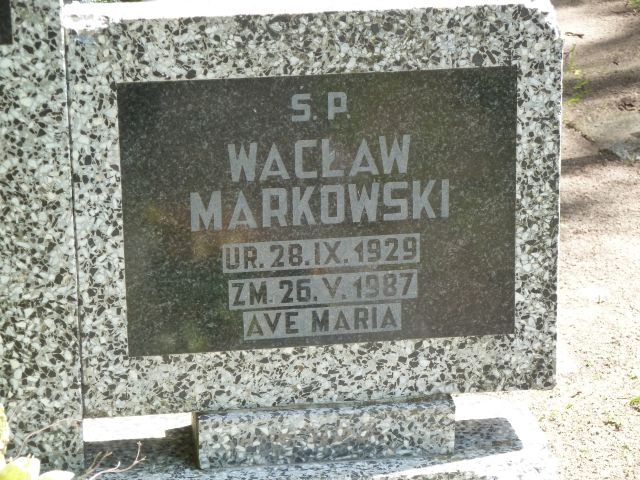 Ś.P.
WACŁAW
MARKOWSKI
UR. 28. IX. 1929
ZM. 26. V. 1987
AVE MARIA